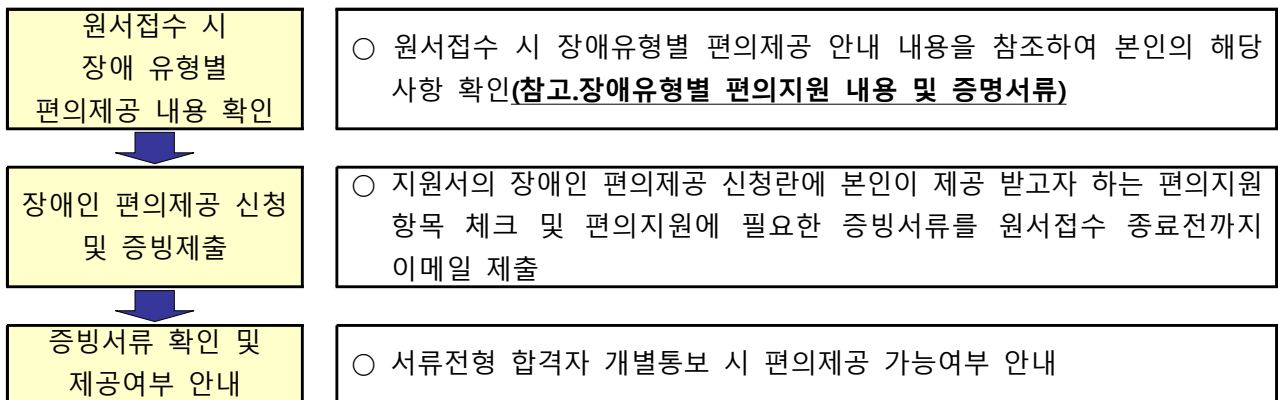 원서접수 시
장애 유형별
편의제공 내용 확인
○ 원서접수 시 장애유형별 편의제공 안내 내용을 참조하여 본인의 해당
사항 확인(참고.장애유형별 편의지원 내용 및 증명서류)
장애인 편의제공 신청
및 증빙제출
○ 지원서의 장애인 편의제공 신청란에 본인이 제공 받고자 하는 편의지원
항목 체크 및 편의지원에 필요한 증빙서류를 원서접수 종료전까지
이메일 제출
증빙서류 확인 및
제공여부 안내
○ 서류전형 합격자 개별통보 시 편의제공 가능여부 안내